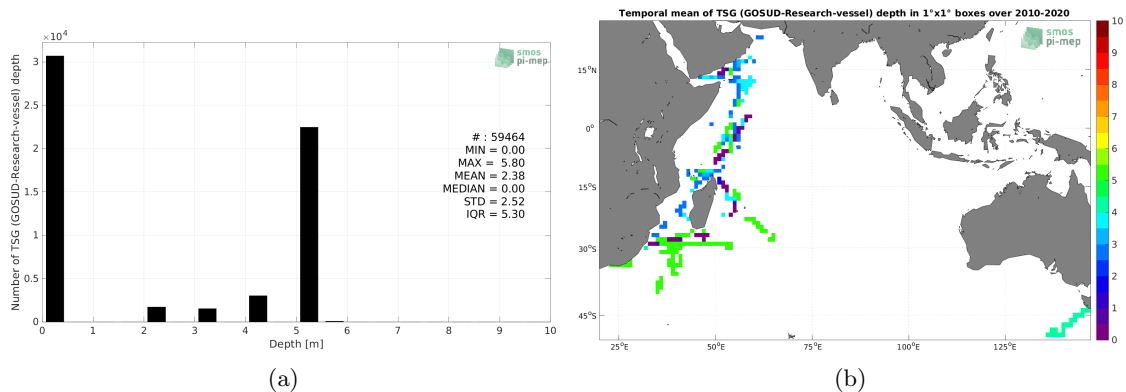 ×10⁴
smos
pi-mep
Number of TSG (GOSUD-Research-vessel) depth
3
2.5
2
1.5
1
0.5
0
# : 59464
MIN = 0.00
MAX = 5.80
MEAN = 2.38
MEDIAN = 0.00
STD = 2.52
IQR = 5.30
0 1 2 3 4 5 6 7 8 9 10
Depth [m]
(a)
Temporal mean of TSG (GOSUD-Research-vessel) depth in 1°x1° boxes over 2010-2020
smos
pi-mep
15°N
0°
15°S
30°S
45°S
25°E 50°E 75°E 100°E 125°E
10
9
8
7
6
5
4
3
2
1
0
(b)